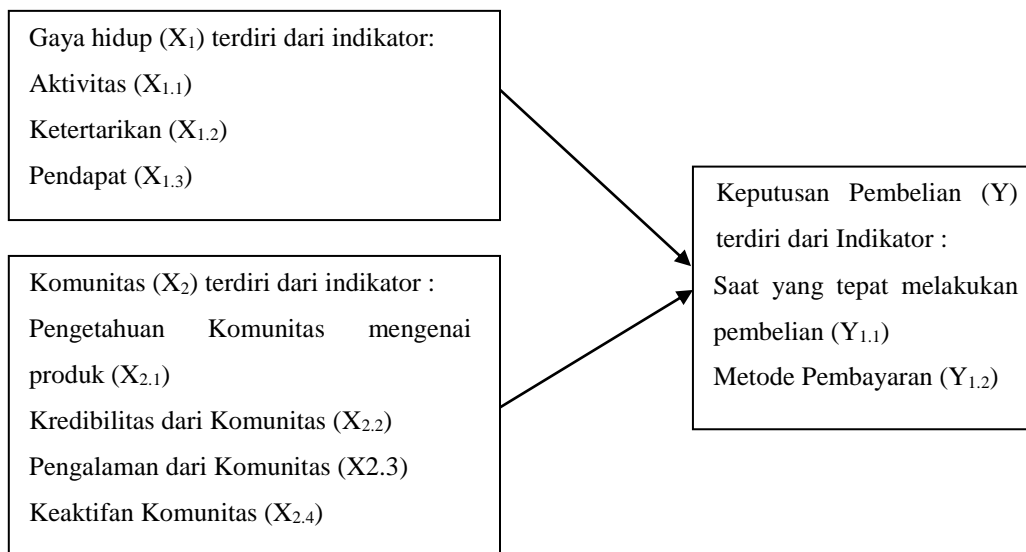 Gaya hidup (X₁) terdiri dari indikator:
Aktivitas (X₁.₁)
Ketertarikan (X₁.₂)
Pendapat (X₁.₃)
Komunitas (X₂) terdiri dari indikator :
Pengetahuan Komunitas mengenai
produk (X₂.₁)
Kredibilitas dari Komunitas (X₂.₂)
Pengalaman dari Komunitas (X2.3)
Keaktifan Komunitas (X₂.₄)
Keputusan Pembelian (Y)
terdiri dari Indikator :
Saat yang tepat melakukan
pembelian (Y₁.₁)
Metode Pembayaran (Y₁.₂)